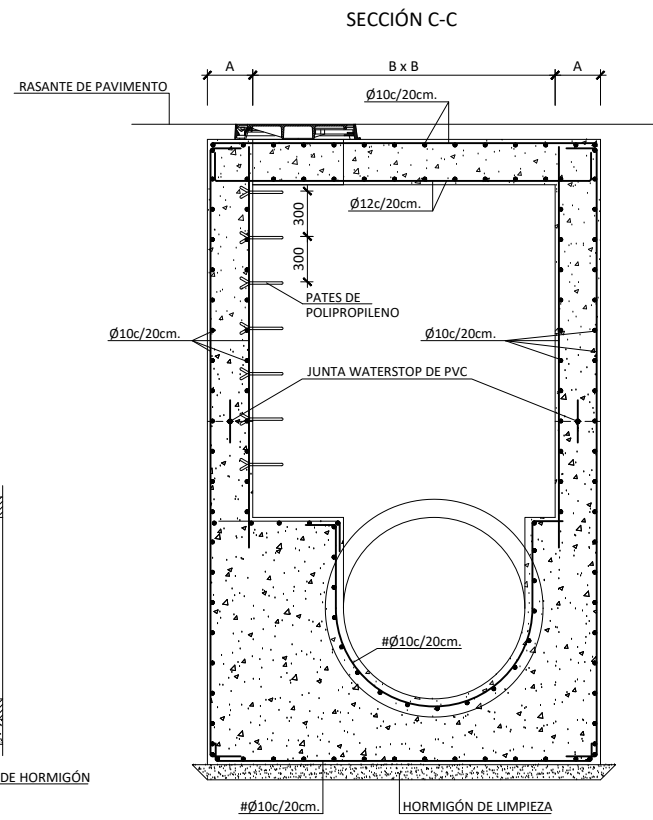 SECCIÓN C-C
A
B x B
A
RASANTE DE PAVIMENTO
Ø10c/20cm.
Ø12c/20cm.
300
300
PATES DE
POLIPROPILENO
Ø10c/20cm.
Ø10c/20cm.
JUNTA WATERSTOP DE PVC
#Ø10c/20cm.
DE HORMIGÓN
#Ø10c/20cm.
HORMIGÓN DE LIMPIEZA